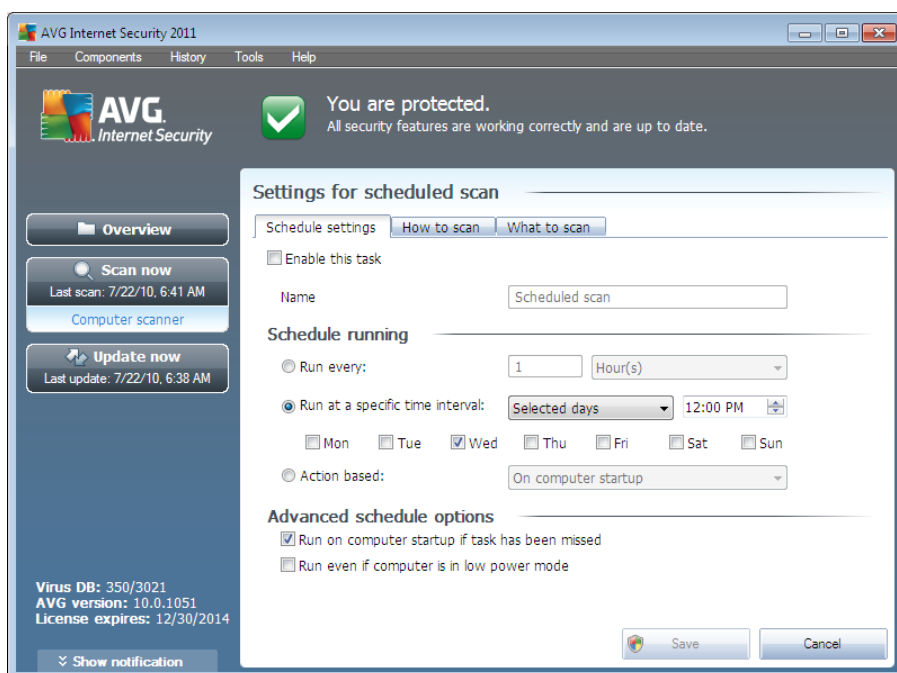 AVG Internet Security 2011
File Components History Tools Help
AVG.
Internet Security
You are protected.
All security features are working correctly and are up to date.
Overview
Scan now
Last scan: 7/22/10, 6:41 AM
Computer scanner
Update now
Last update: 7/22/10, 6:38 AM
Virus DB: 350/3021
AVG version: 10.0.1051
License expires: 12/30/2014
Show notification
Settings for scheduled scan
Schedule settings How to scan What to scan
Enable this task
Name Scheduled scan
Schedule running
Run every: 1 Hour(s)
Run at a specific time interval: Selected days 12:00 PM
Mon Tue Wed Thu Fri Sat Sun
Action based: On computer startup
Advanced schedule options
Run on computer startup if task has been missed
Run even if computer is in low power mode
Save Cancel